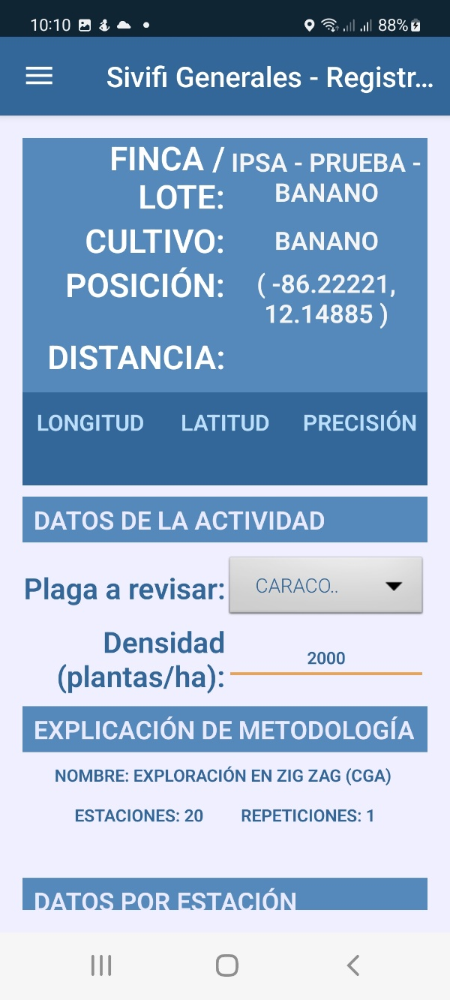 10:10 88%
Sivifi Generales - Registr...
FINCA / IPSA - PRUEBA -
LOTE: BANANO
CULTIVO: BANANO
POSICIÓN: ( -86.22221,
12.14885 )
DISTANCIA:
LONGITUD LATITUD PRECISIÓN
DATOS DE LA ACTIVIDAD
Plaga a revisar: CARACO..
Densidad
(plantas/ha): 2000
EXPLICACIÓN DE METODOLOGÍA
NOMBRE: EXPLORACIÓN EN ZIG ZAG (CGA)
ESTACIONES: 20 REPETICIONES: 1
DATOS POR ESTACIÓN